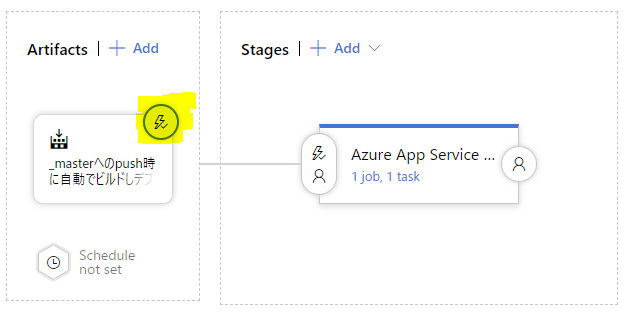 Artifacts | + Add
Stages | + Add
_masterへのpush時
に自動でビルドしデプ
Azure App Service ...
1 job, 1 task
Schedule
not set